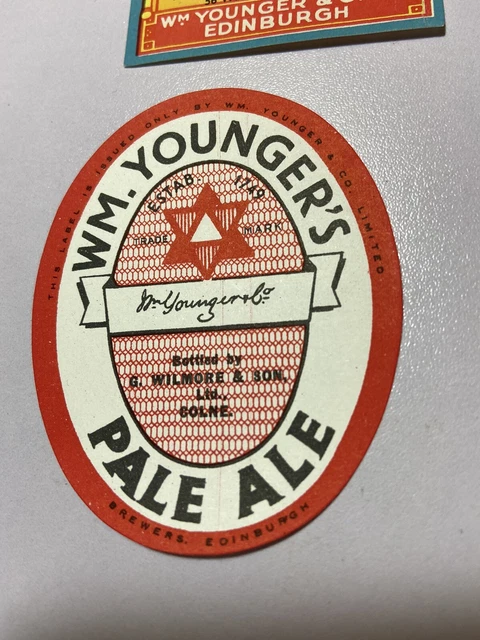 Wᴹ YOUNGER &
EDINBURGH
THIS LABEL IS ISSUED ONLY BY WM. YOUNGER & CO. LIMITED
WM. YOUNGER'S
ESTAB. 1749
TRADE MARK
Wm Younger & Co
Bottled by
G. WILMORE & SON,
Ltd.,
COLNE.
PALE ALE
BREWERS, EDINBURGH